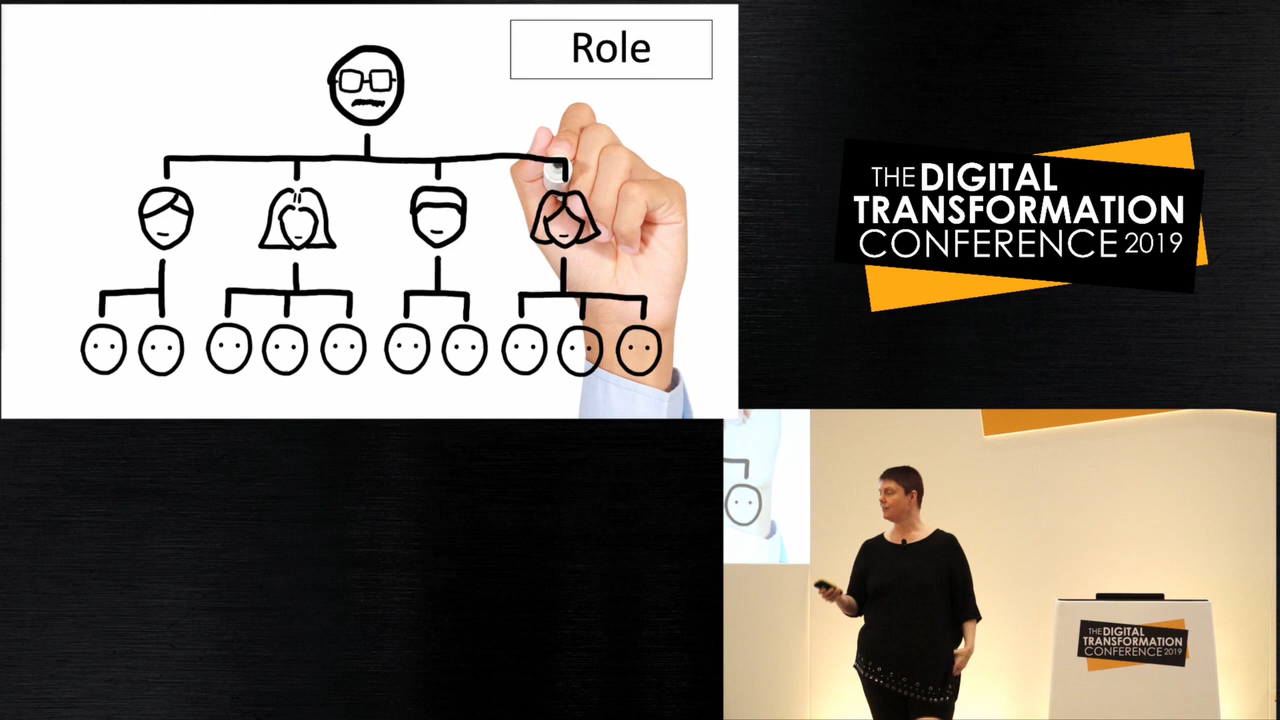 Role
THE DIGITAL
TRANSFORMATION
CONFERENCE 2019
THE DIGITAL
TRANSFORMATION
CONFERENCE 2019